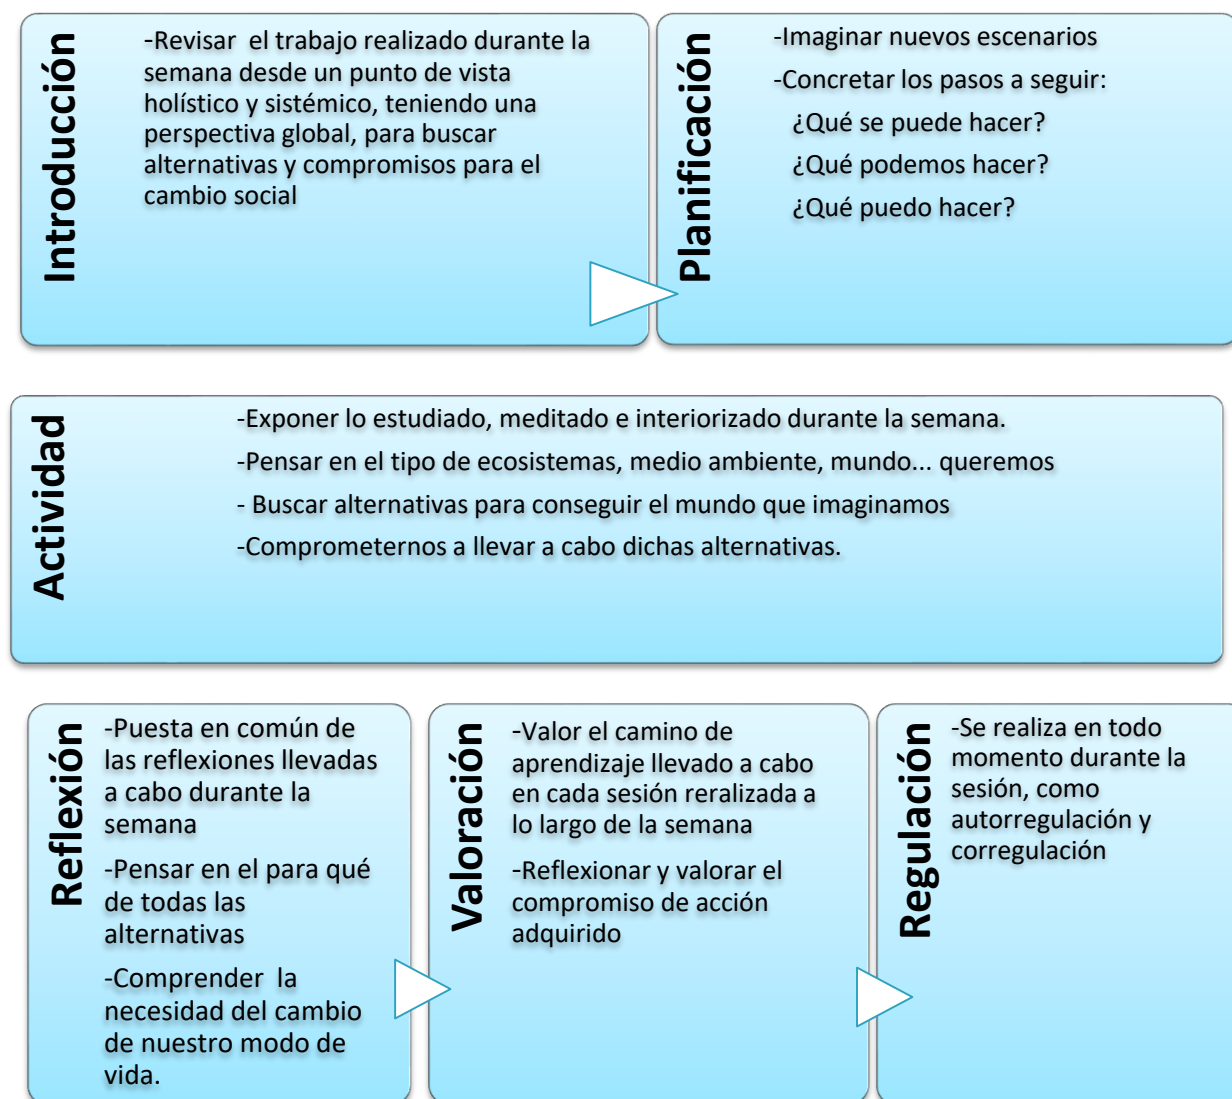 Introducción
-Revisar el trabajo realizado durante la
semana desde un punto de vista
holístico y sistémico, teniendo una
perspectiva global, para buscar
alternativas y compromisos para el
cambio social
Planificación
-Imaginar nuevos escenarios
-Concretar los pasos a seguir:
¿Qué se puede hacer?
¿Qué podemos hacer?
¿Qué puedo hacer?
Actividad
-Exponer lo estudiado, meditado e interiorizado durante la semana.
-Pensar en el tipo de ecosistemas, medio ambiente, mundo... queremos
- Buscar alternativas para conseguir el mundo que imaginamos
-Comprometernos a llevar a cabo dichas alternativas.
Reflexión
-Puesta en común de
las reflexiones llevadas
a cabo durante la
semana
-Pensar en el para qué
de todas las
alternativas
-Comprender la
necesidad del cambio
de nuestro modo de
vida.
Valoración
-Valor el camino de
aprendizaje llevado a cabo
en cada sesión reralizada a
lo largo de la semana
-Reflexionar y valorar el
compromiso de acción
adquirido
Regulación
-Se realiza en todo
momento durante la
sesión, como
autorregulación y
corregulación